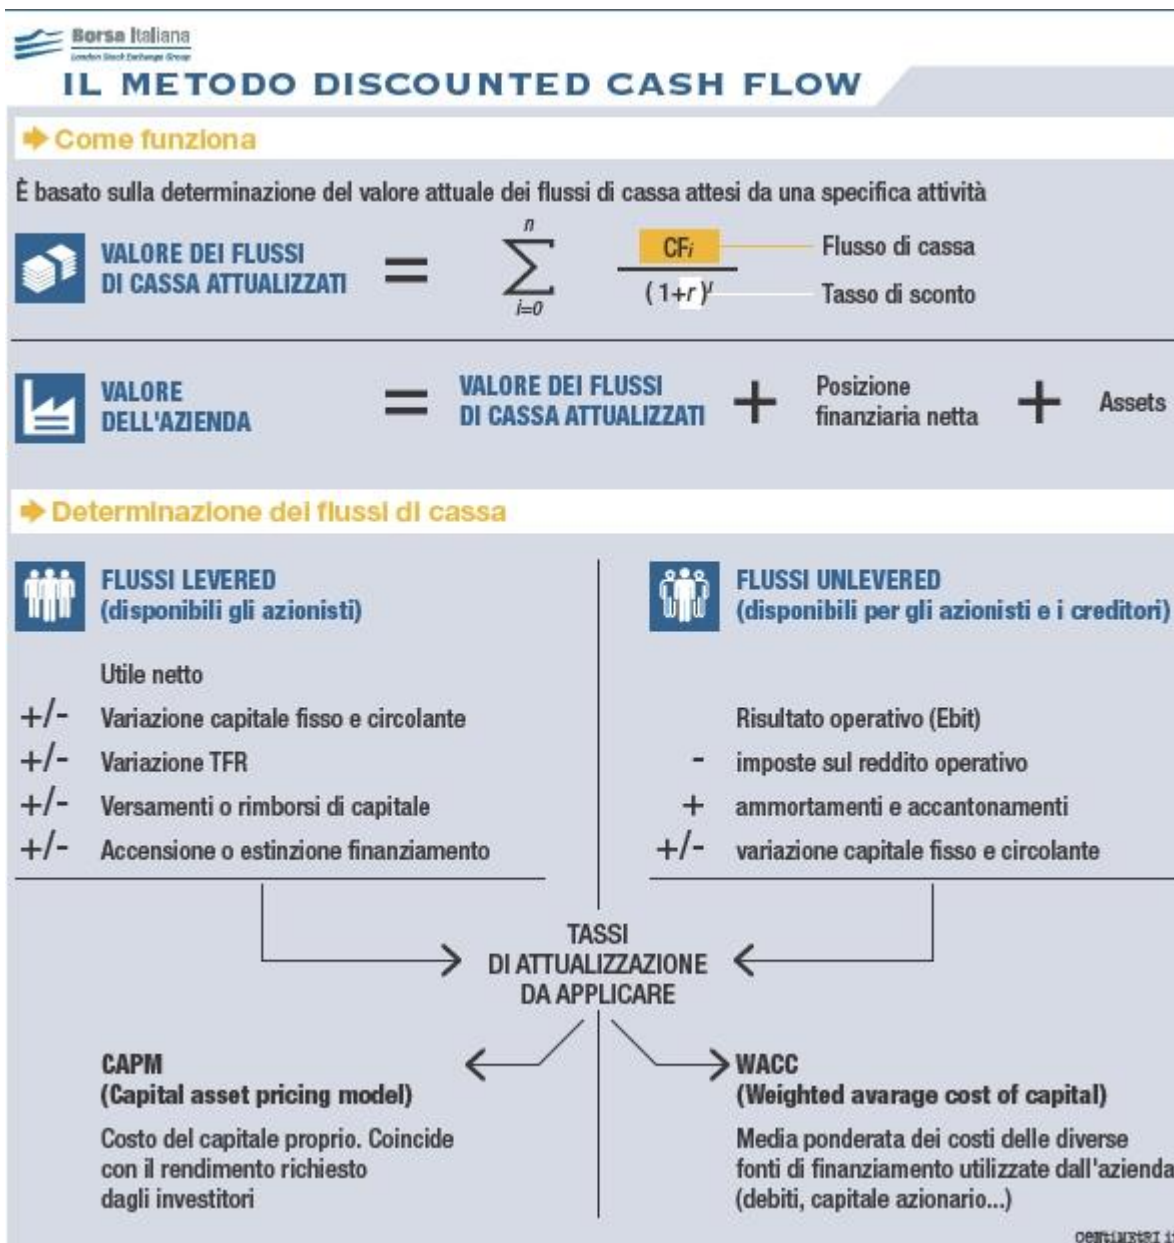 Borsa Italiana
London Stock Exchange Group
IL METODO DISCOUNTED CASH FLOW
Come funziona
È basato sulla determinazione del valore attuale dei flussi di cassa attesi da una specifica attività
VALORE DEI FLUSSI
DI CASSA ATTUALIZZATI
=
n
∑
i=0
CFi
(1+r)i
Flusso di cassa
Tasso di sconto
VALORE
DELL'AZIENDA
=
VALORE DEI FLUSSI
DI CASSA ATTUALIZZATI
+
Posizione
finanziaria netta
+
Assets
Determinazione dei flussi di cassa
FLUSSI LEVERED
(disponibili gli azionisti)
Utile netto
+/- Variazione capitale fisso e circolante
+/- Variazione TFR
+/- Versamenti o rimborsi di capitale
+/- Accensione o estinzione finanziamento
FLUSSI UNLEVERED
(disponibili per gli azionisti e i creditori)
Risultato operativo (Ebit)
- imposte sul reddito operativo
+ ammortamenti e accantonamenti
+/- variazione capitale fisso e circolante
TASSI
DI ATTUALIZZAZIONE
DA APPLICARE
CAPM
(Capital asset pricing model)
Costo del capitale proprio. Coincide
con il rendimento richiesto
dagli investitori
WACC
(Weighted avarage cost of capital)
Media ponderata dei costi delle diverse
fonti di finanziamento utilizzate dall'azienda
(debiti, capitale azionario...)